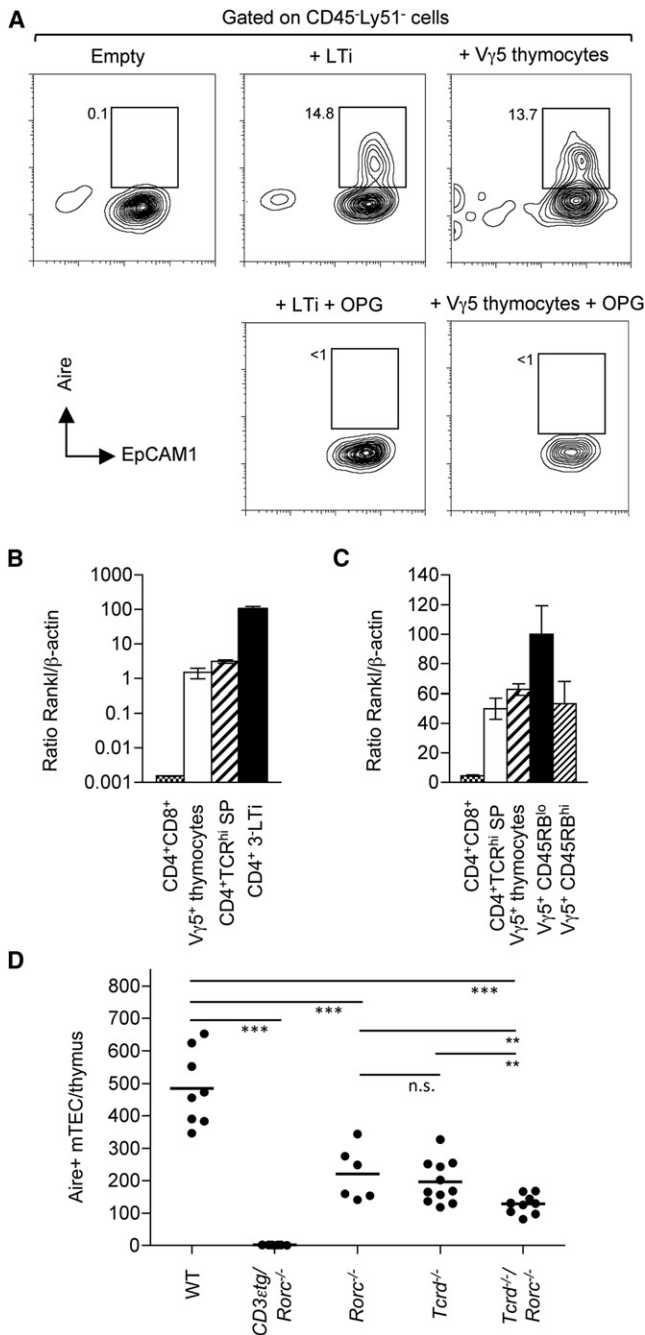 A
Gated on CD45-Ly51- cells
Empty
+ LTi
+ Vγ5 thymocytes
0.1
14.8
13.7
+ LTi + OPG
+ Vγ5 thymocytes + OPG
<1
<1
Aire
EpCAM1
B
Ratio Rankl/β-actin
1000
100
10
1
0.1
0.01
0.001
CD4+CD8+
Vγ5+ thymocytes
CD4+TCRhi SP
CD4+ 3-LTi
C
Ratio Rankl/β-actin
140
120
100
80
60
40
20
0
CD4+CD8+
CD4+TCRhi SP
Vγ5+ thymocytes
Vγ5+ CD45RBlo
Vγ5+ CD45RBhi
D
Aire+ mTEC/thymus
800
700
600
500
400
300
200
100
0
***
***
***
**
**
n.s.
WT
CD3εtg/
Rorc-/-
Rorc-/-
Tcrd-/-
Tcrd-/-/
Rorc-/-